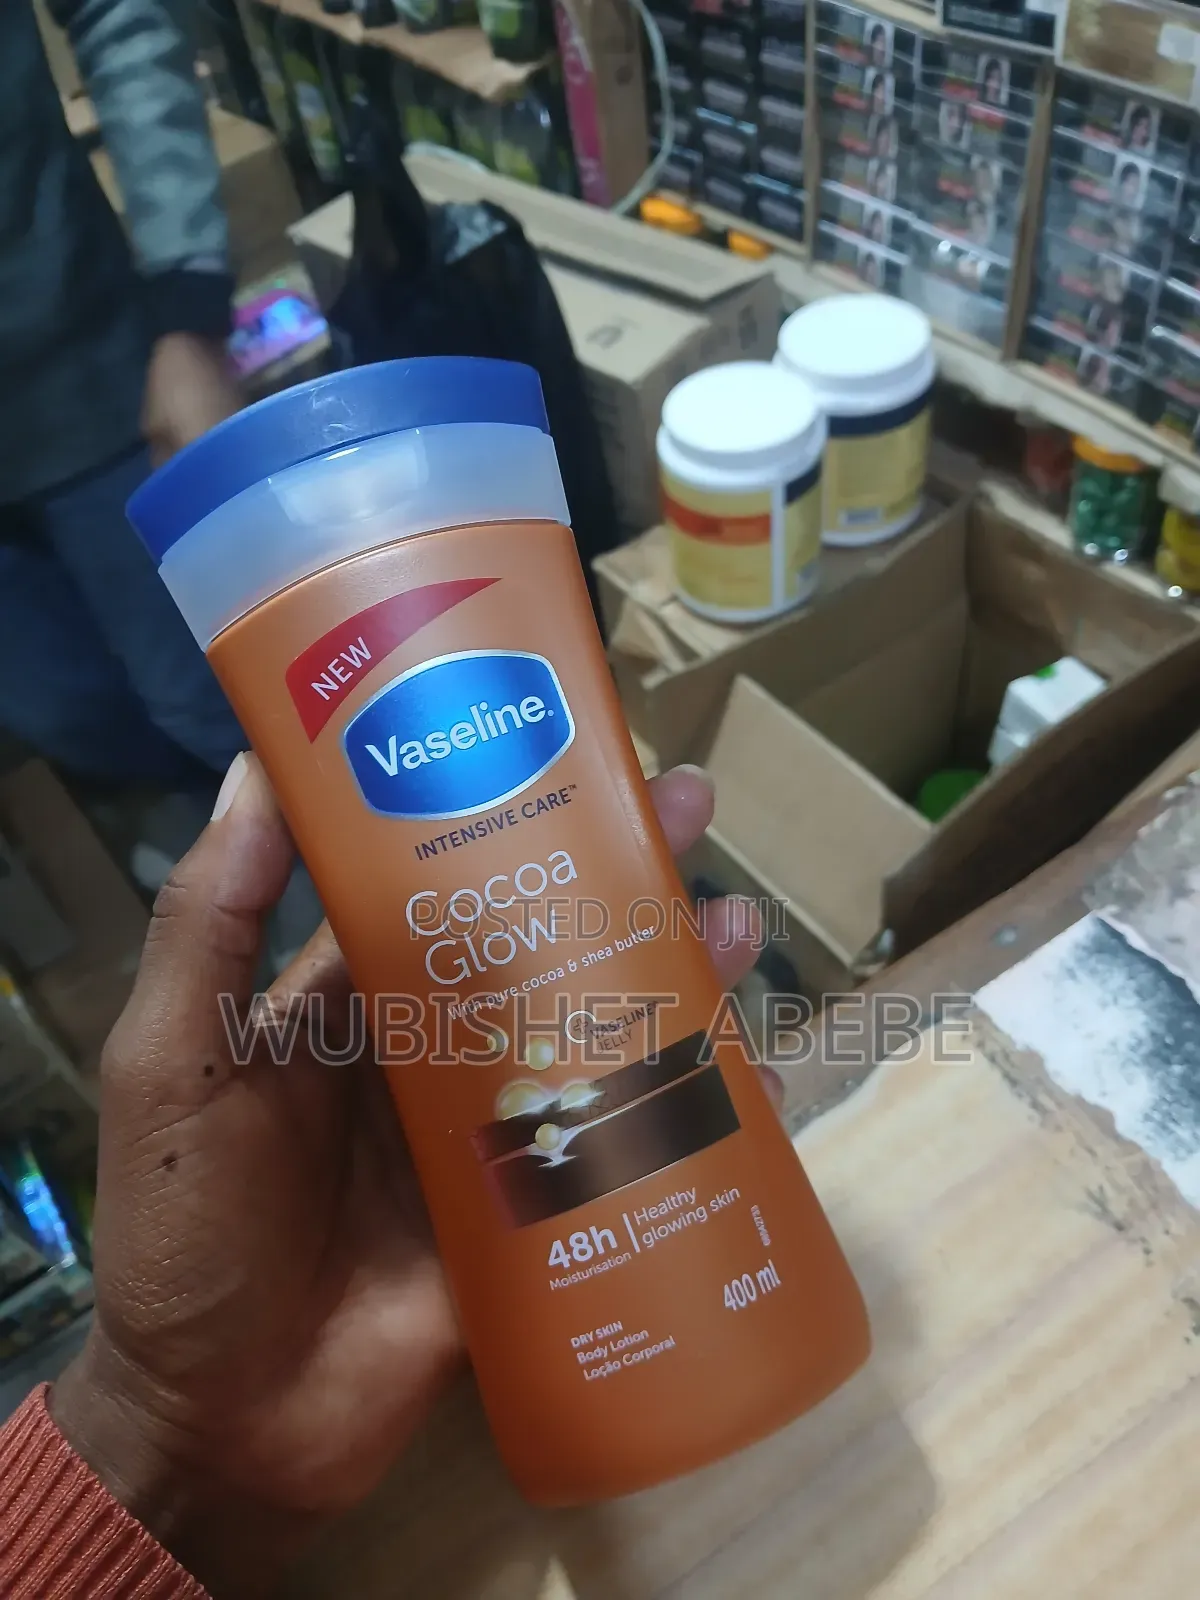 NEW
Vaseline.
INTENSIVE CARE™
Cocoa
Glow
With pure cocoa & shea butter
VASELINE
JELLY
48h
Moisturisation
Healthy
glowing skin
400 ml
DRY SKIN
Body Lotion
Loção Corporal
POSTED ON JIJI
WUBISHET ABEBE